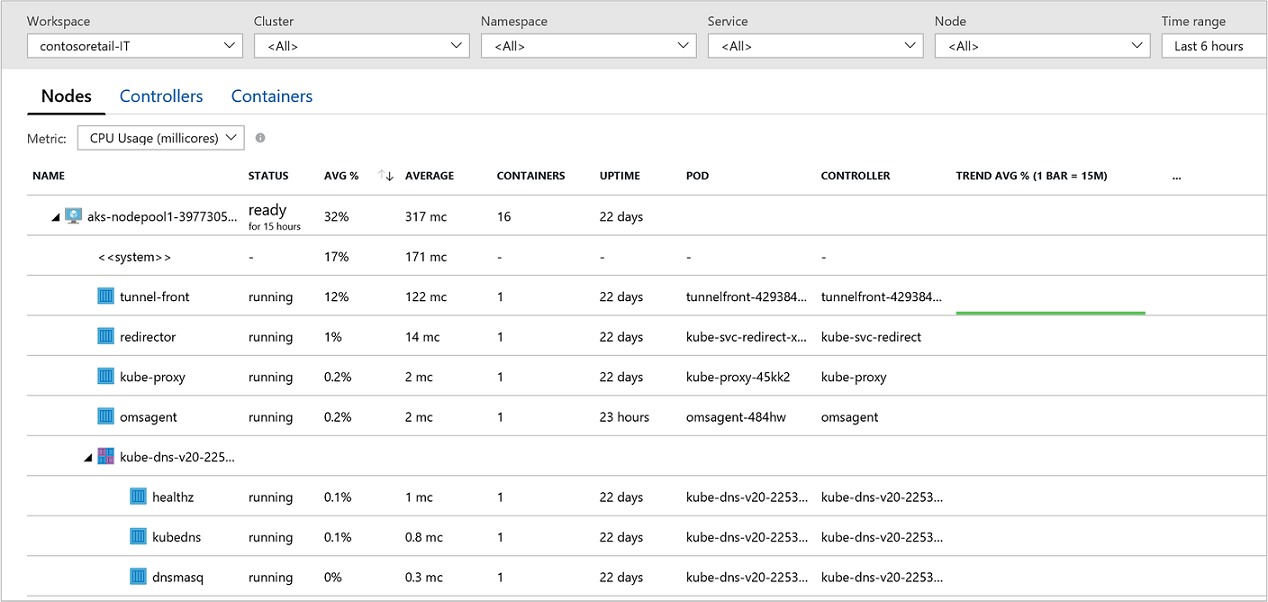 Workspace Cluster Namespace Service Node Time range
contosoretail-IT <All> <All> <All> <All> Last 6 hours
Nodes Controllers Containers
Metric: CPU Usage (millicores)
NAME STATUS AVG % AVERAGE CONTAINERS UPTIME POD CONTROLLER TREND AVG % (1 BAR = 15M) ...
aks-nodepool1-3977305... ready for 15 hours 32% 317 mc 16 22 days
<<system>> - 17% 171 mc - - - -
tunnel-front running 12% 122 mc 1 22 days tunnelfront-429384... tunnelfront-429384...
redirector running 1% 14 mc 1 22 days kube-svc-redirect-x... kube-svc-redirect
kube-proxy running 0.2% 2 mc 1 22 days kube-proxy-45kk2 kube-proxy
omsagent running 0.2% 2 mc 1 23 hours omsagent-484hw omsagent
kube-dns-v20-225...
healthz running 0.1% 1 mc 1 22 days kube-dns-v20-2253... kube-dns-v20-2253...
kubedns running 0.1% 0.8 mc 1 22 days kube-dns-v20-2253... kube-dns-v20-2253...
dnsmasq running 0% 0.3 mc 1 22 days kube-dns-v20-2253... kube-dns-v20-2253...